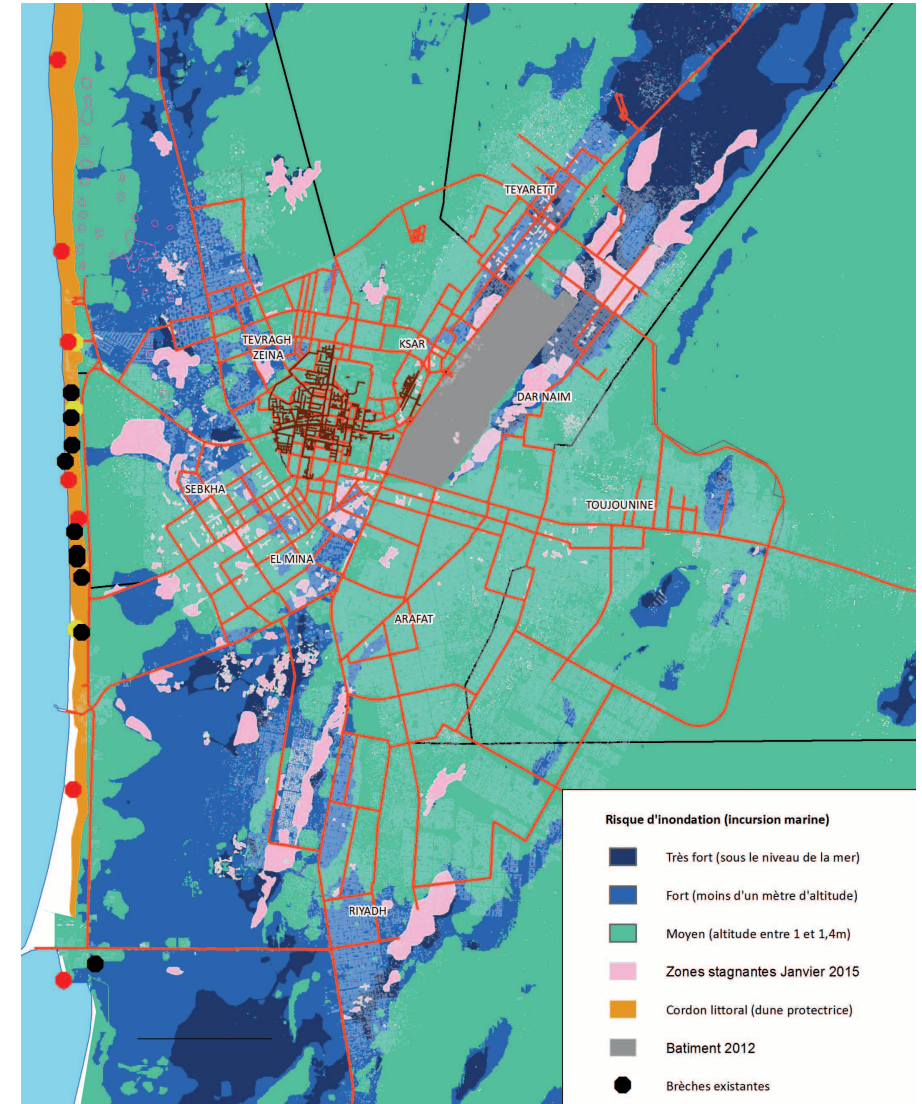 TEYARETT
TEVRAGH
ZEINA
KSAR
DAR NAIM
SEBKHA
TOUJOUNINE
EL MINA
ARAFAT
RIYADH
Risque d'inondation (incursion marine)
Très fort (sous le niveau de la mer)
Fort (moins d'un mètre d'altitude)
Moyen (altitude entre 1 et 1,4m)
Zones stagnantes Janvier 2015
Cordon littoral (dune protectrice)
Batiment 2012
Brèches existantes